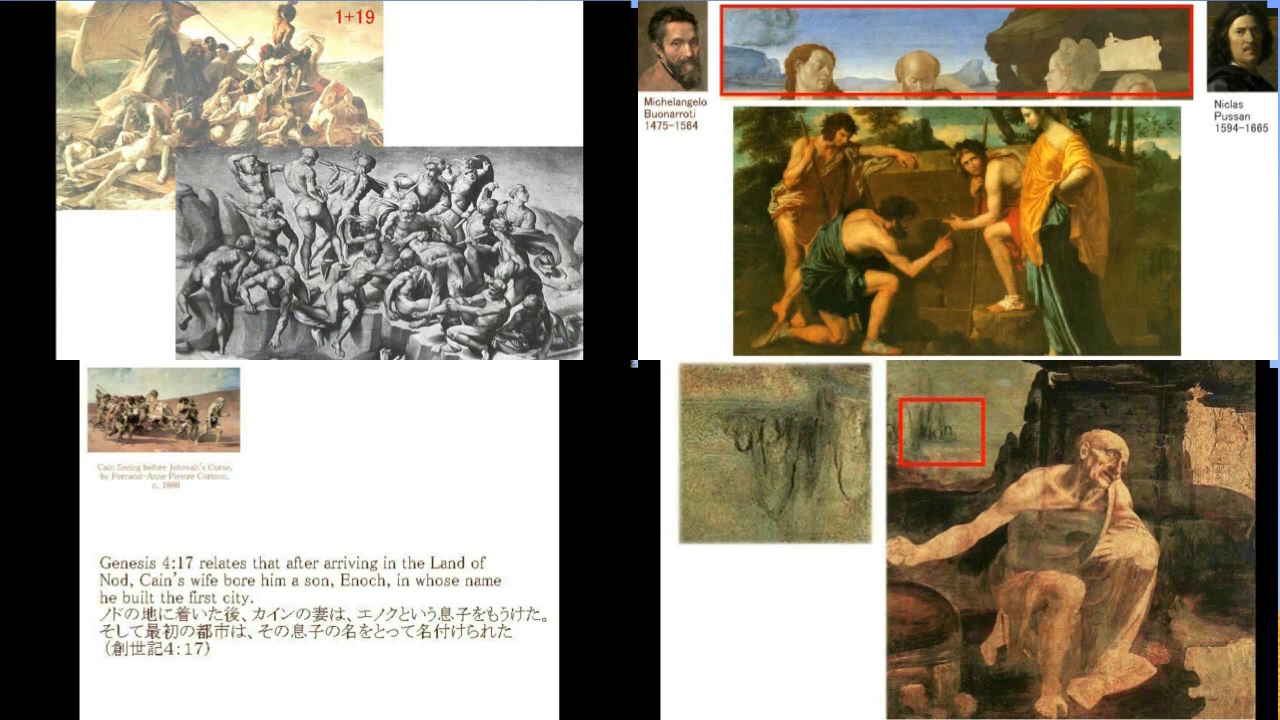 1+19
Michelangelo
Buonarroti
1475-1564
Niclas
Pussan
1594-1665
Cain fleeing before Jehovah's Curse,
by Fernand-Anne Piestre Cormon,
c. 1880
Genesis 4:17 relates that after arriving in the Land of
Nod, Cain's wife bore him a son, Enoch, in whose name
he built the first city.
ノドの地に着いた後、カインの妻は、エノクという息子をもうけた。
そして最初の都市は、その息子の名をとって名付けられた
（創世記4：17）